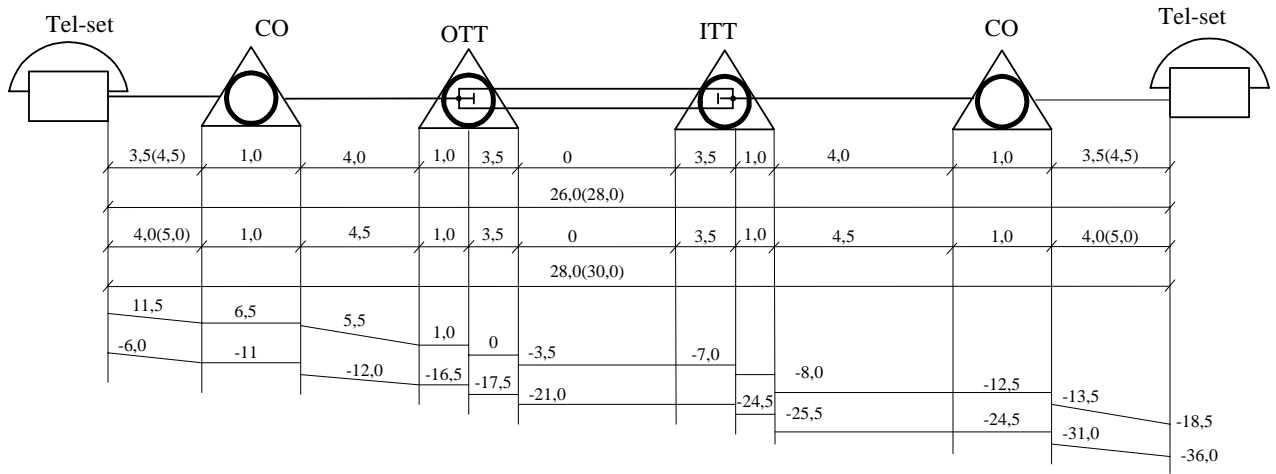 Tel-set CO OTT ITT CO Tel-set
3,5(4,5) 1,0 4,0 1,0 3,5 0 3,5 1,0 4,0 1,0 3,5(4,5)
26,0(28,0)
4,0(5,0) 1,0 4,5 1,0 3,5 0 3,5 1,0 4,5 1,0 4,0(5,0)
28,0(30,0)
11,5 6,5 5,5 1,0 0 -3,5 -7,0 -8,0 -12,5 -13,5 -18,5
-6,0 -11 -12,0 -16,5 -17,5 -21,0 -24,5 -25,5 -24,5 -31,0 -36,0